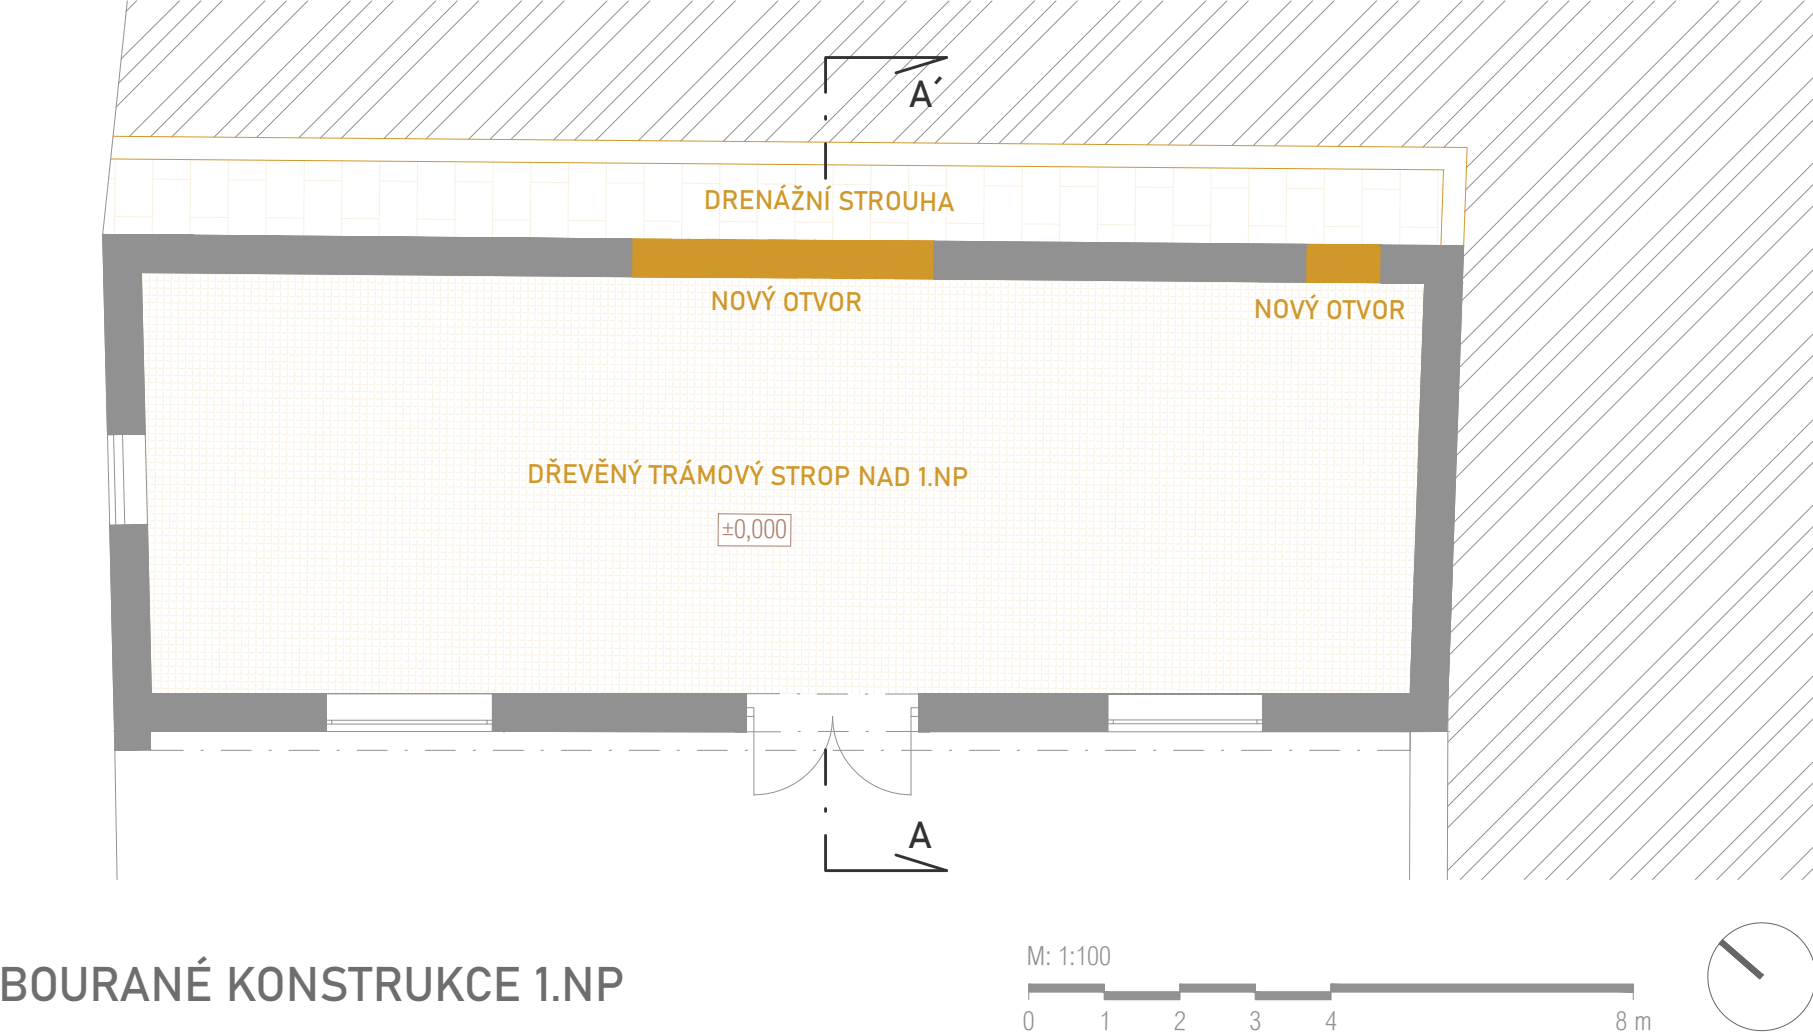 A´
DRENÁŽNÍ STROUHA
NOVÝ OTVOR
NOVÝ OTVOR
DŘEVĚNÝ TRÁMOVÝ STROP NAD 1.NP
±0,000
A
BOURANÉ KONSTRUKCE 1.NP
M: 1:100
0 1 2 3 4 8 m